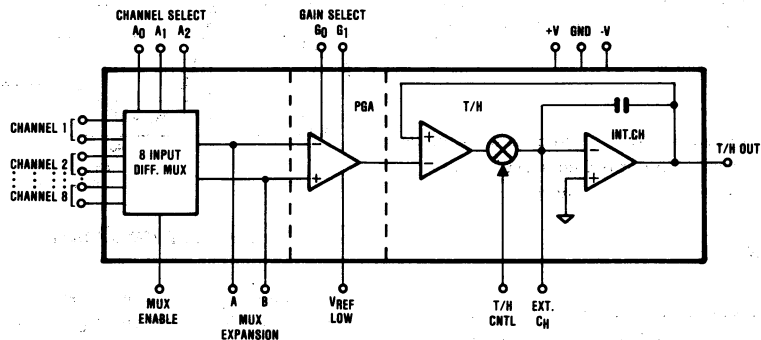 CHANNEL SELECT
A0 A1 A2
GAIN SELECT
G0 G1
+V GND -V
PGA
T/H
CHANNEL 1
CHANNEL 2
CHANNEL 8
8 INPUT
DIFF. MUX
INT.CH
T/H OUT
MUX
ENABLE
A B
MUX
EXPANSION
VREF
LOW
T/H
CNTL
EXT.
CH